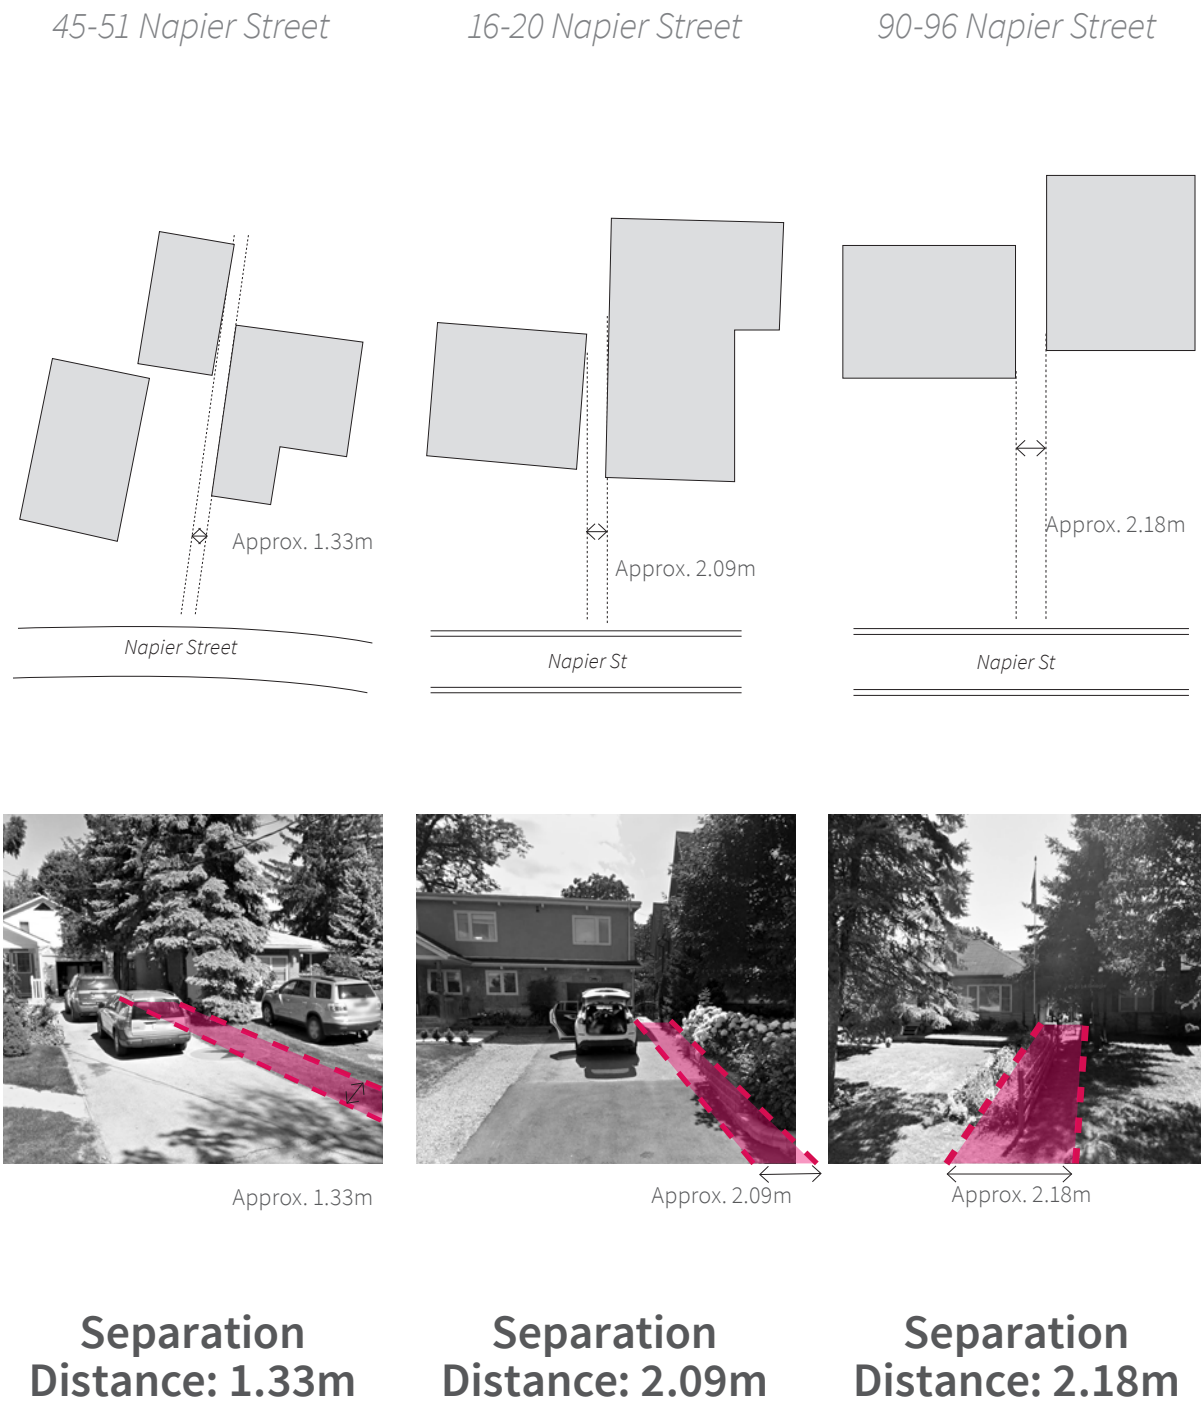 45-51 Napier Street
16-20 Napier Street
90-96 Napier Street
Approx. 1.33m
Approx. 2.09m
Approx. 2.18m
Napier Street
Napier St
Napier St
Approx. 1.33m
Approx. 2.09m
Approx. 2.18m
Separation
Distance: 1.33m
Separation
Distance: 2.09m
Separation
Distance: 2.18m